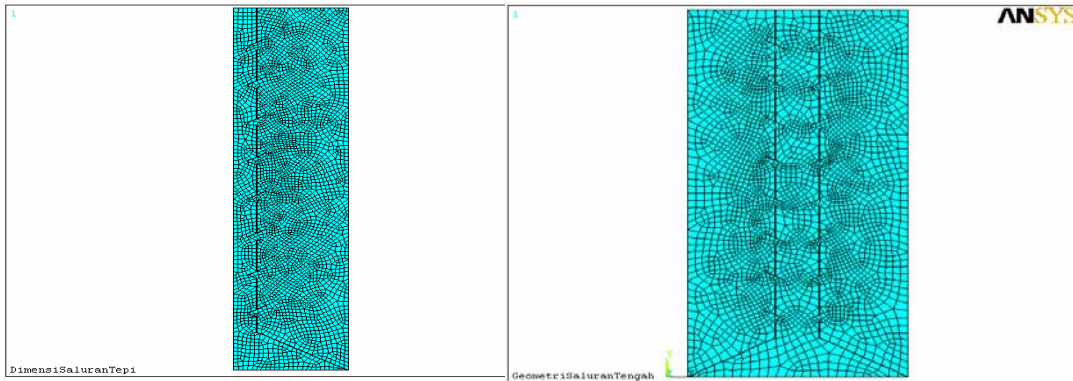 1
DimensiSaluranTepi
1
ANSYS
Y
GeometriSaluranTengah